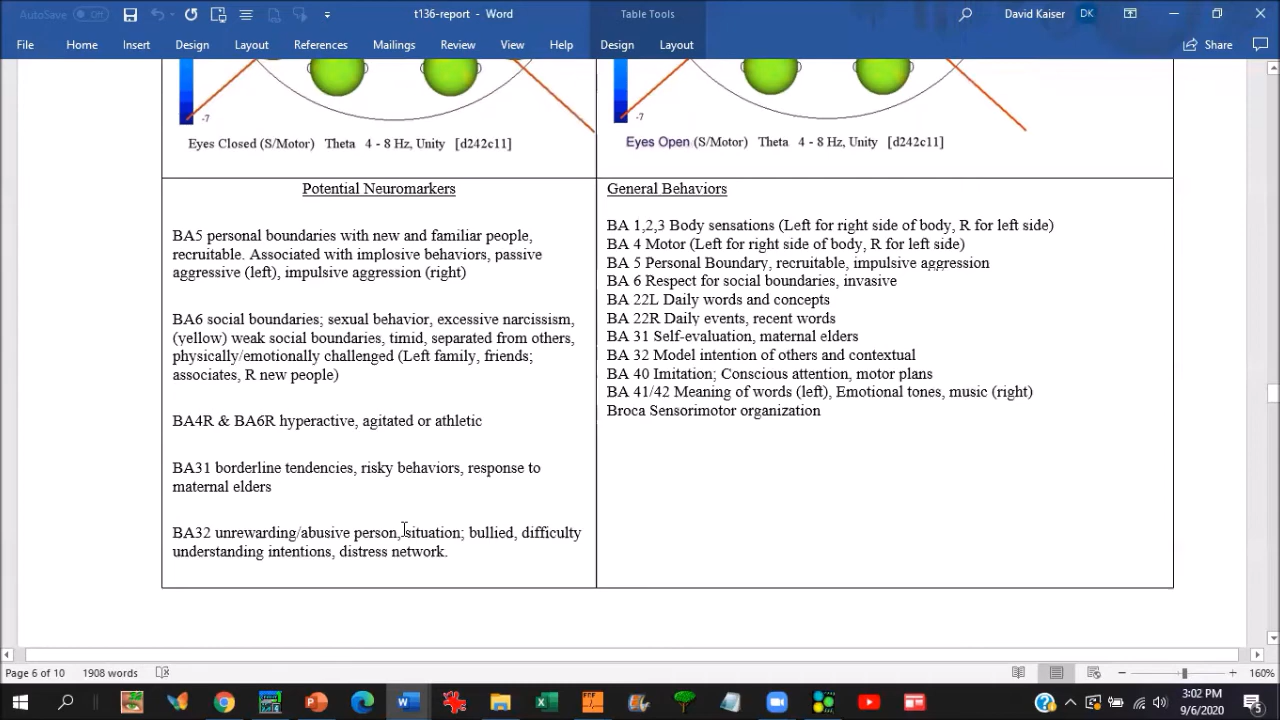 AutoSave Off
t136-report - Word
Table Tools
David Kaiser DK
File Home Insert Design Layout References Mailings Review View Help Design Layout Share
-7
-7
Eyes Closed (S/Motor) Theta 4 - 8 Hz, Unity [d242c11]
Eyes Open (S/Motor) Theta 4 - 8 Hz, Unity [d242c11]
Potential Neuromarkers
BA5 personal boundaries with new and familiar people,
recruitable. Associated with implosive behaviors, passive
aggressive (left), impulsive aggression (right)
BA6 social boundaries; sexual behavior, excessive narcissism,
(yellow) weak social boundaries, timid, separated from others,
physically/emotionally challenged (Left family, friends;
associates, R new people)
BA4R & BA6R hyperactive, agitated or athletic
BA31 borderline tendencies, risky behaviors, response to
maternal elders
BA32 unrewarding/abusive person, situation; bullied, difficulty
understanding intentions, distress network.
General Behaviors
BA 1,2,3 Body sensations (Left for right side of body, R for left side)
BA 4 Motor (Left for right side of body, R for left side)
BA 5 Personal Boundary, recruitable, impulsive aggression
BA 6 Respect for social boundaries, invasive
BA 22L Daily words and concepts
BA 22R Daily events, recent words
BA 31 Self-evaluation, maternal elders
BA 32 Model intention of others and contextual
BA 40 Imitation; Conscious attention, motor plans
BA 41/42 Meaning of words (left), Emotional tones, music (right)
Broca Sensorimotor organization
Page 6 of 10 1908 words
160%
3:02 PM
9/6/2020
5